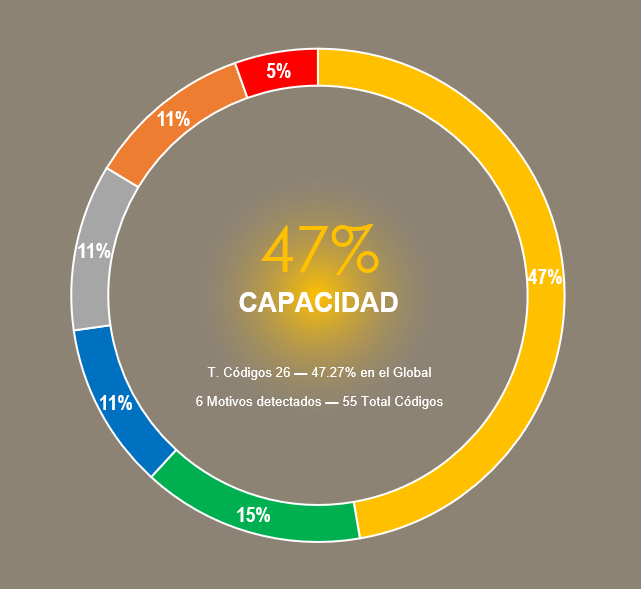 5%
11%
11%
47%
CAPACIDAD
47%
T. Códigos 26 — 47.27% en el Global
6 Motivos detectados — 55 Total Códigos
11%
15%